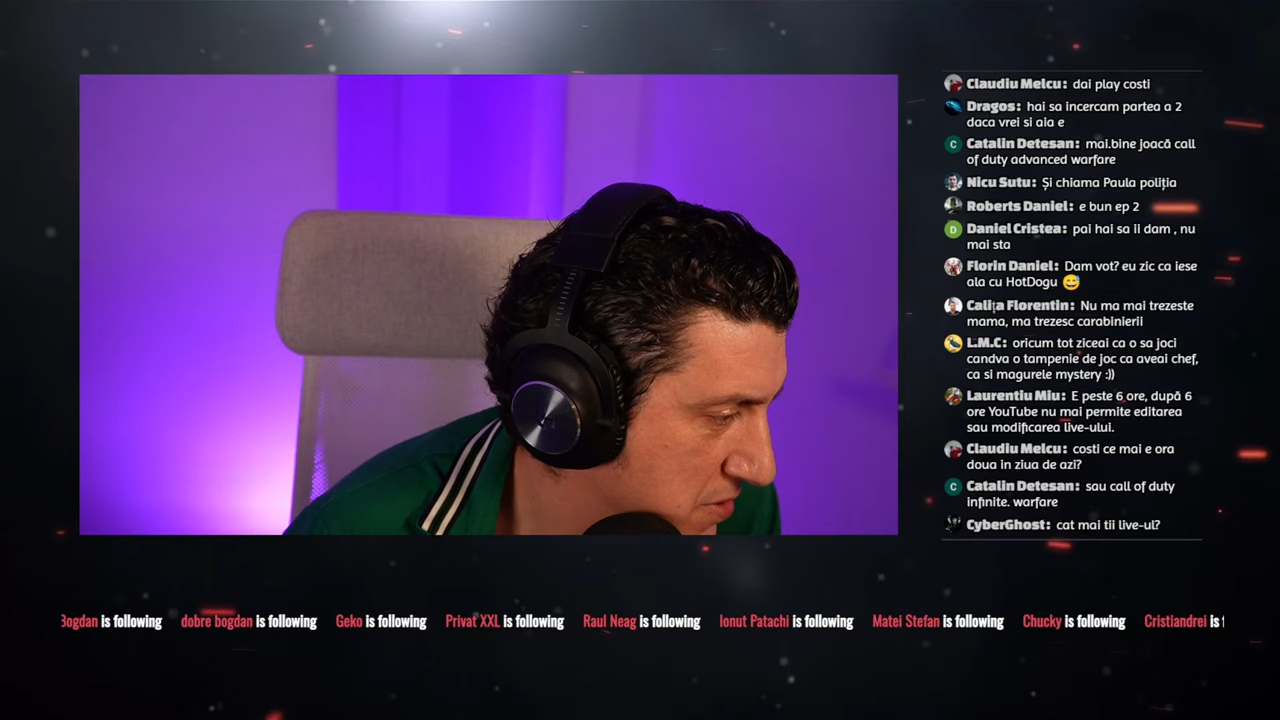 Claudiu Melcu: dai play costi
Dragos: hai sa incercam partea a 2
daca vrei si aia e
C Catalin Detesan: mai.bine joacă call
of duty advanced warfare
Nicu Sutu: Și chiama Paula poliția
Roberts Daniel: e bun ep 2
D Daniel Cristea: pai hai sa ii dam , nu
mai sta
Florin Daniel: Dam vot? eu zic ca iese
ala cu HotDogu 😅
Calița Florentin: Nu ma mai trezeste
mama, ma trezesc carabinierii
L.M.C: oricum tot ziceai ca o sa joci
candva o tampenie de joc ca aveai chef,
ca si magurele mystery :))
Laurentiu Miu: E peste 6 ore, după 6
ore YouTube nu mai permite editarea
sau modificarea live-ului.
Claudiu Melcu: costi ce mai e ora
doua in ziua de azi?
C Catalin Detesan: sau call of duty
infinite. warfare
CyberGhost: cat mai tii live-ul?
Bogdan is following dobre bogdan is following Geko is following Privat XXL is following Raul Neag is following Ionut Patachi is following Matei Stefan is following Chucky is following Cristiandrei is